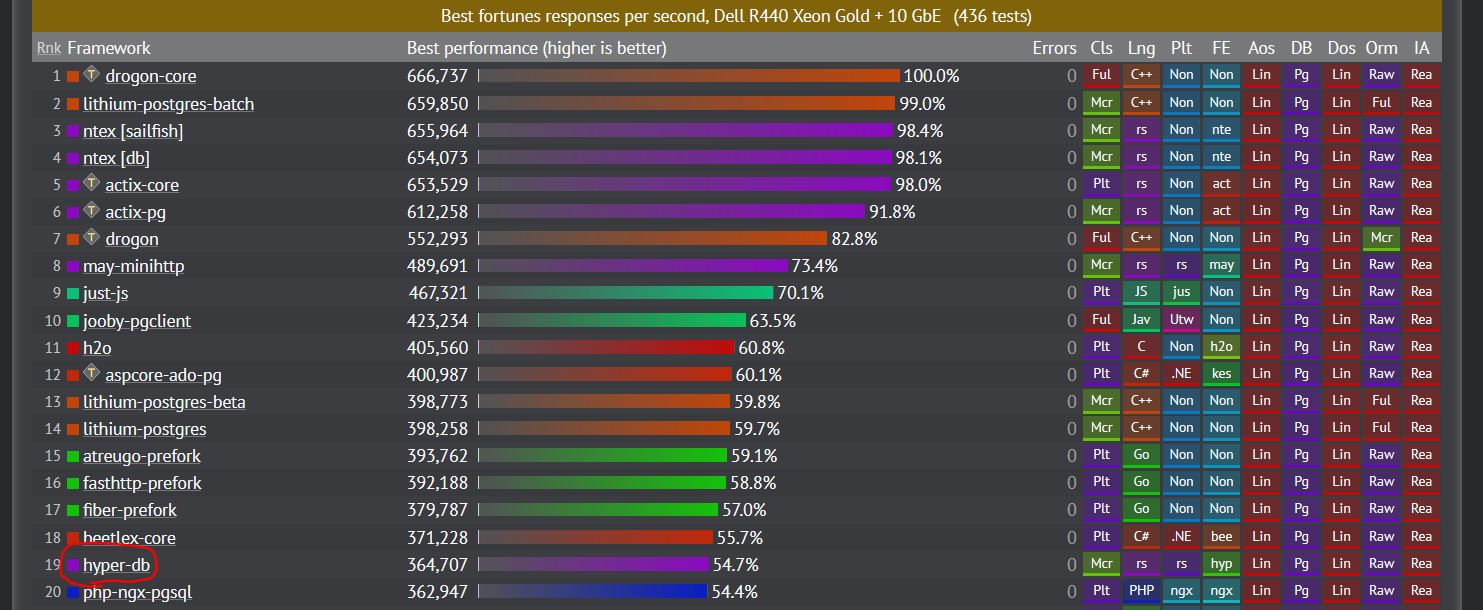 Best fortunes responses per second, Dell R440 Xeon Gold + 10 GbE (436 tests)
Rnk Framework Best performance (higher is better) Errors Cls Lng Plt FE Aos DB Dos Orm IA
1 T drogon-core 666,737 100.0% 0 Ful C++ Non Non Lin Pg Lin Raw Rea
2 lithium-postgres-batch 659,850 99.0% 0 Mcr C++ Non Non Lin Pg Lin Ful Rea
3 ntex [sailfish] 655,964 98.4% 0 Mcr rs Non nte Lin Pg Lin Raw Rea
4 ntex [db] 654,073 98.1% 0 Mcr rs Non nte Lin Pg Lin Raw Rea
5 T actix-core 653,529 98.0% 0 Plt rs Non act Lin Pg Lin Raw Rea
6 T actix-pg 612,258 91.8% 0 Mcr rs Non act Lin Pg Lin Raw Rea
7 T drogon 552,293 82.8% 0 Ful C++ Non Non Lin Pg Lin Mcr Rea
8 may-minihttp 489,691 73.4% 0 Mcr rs rs may Lin Pg Lin Raw Rea
9 just-js 467,321 70.1% 0 Plt JS jus Non Lin Pg Lin Raw Rea
10 jooby-pgclient 423,234 63.5% 0 Ful Jav Utw Non Lin Pg Lin Raw Rea
11 h2o 405,560 60.8% 0 Plt C Non h2o Lin Pg Lin Raw Rea
12 T aspcore-ado-pg 400,987 60.1% 0 Plt C# .NE kes Lin Pg Lin Raw Rea
13 lithium-postgres-beta 398,773 59.8% 0 Mcr C++ Non Non Lin Pg Lin Ful Rea
14 lithium-postgres 398,258 59.7% 0 Mcr C++ Non Non Lin Pg Lin Ful Rea
15 atreugo-prefork 393,762 59.1% 0 Plt Go Non Non Lin Pg Lin Raw Rea
16 fasthttp-prefork 392,188 58.8% 0 Plt Go Non Non Lin Pg Lin Raw Rea
17 fiber-prefork 379,787 57.0% 0 Plt Go Non Non Lin Pg Lin Raw Rea
18 beetlex-core 371,228 55.7% 0 Plt C# .NE bee Lin Pg Lin Raw Rea
19 hyper-db 364,707 54.7% 0 Mcr rs rs hyp Lin Pg Lin Raw Rea
20 php-ngx-pgsql 362,947 54.4% 0 Plt PHP ngx ngx Lin Pg Lin Raw Rea